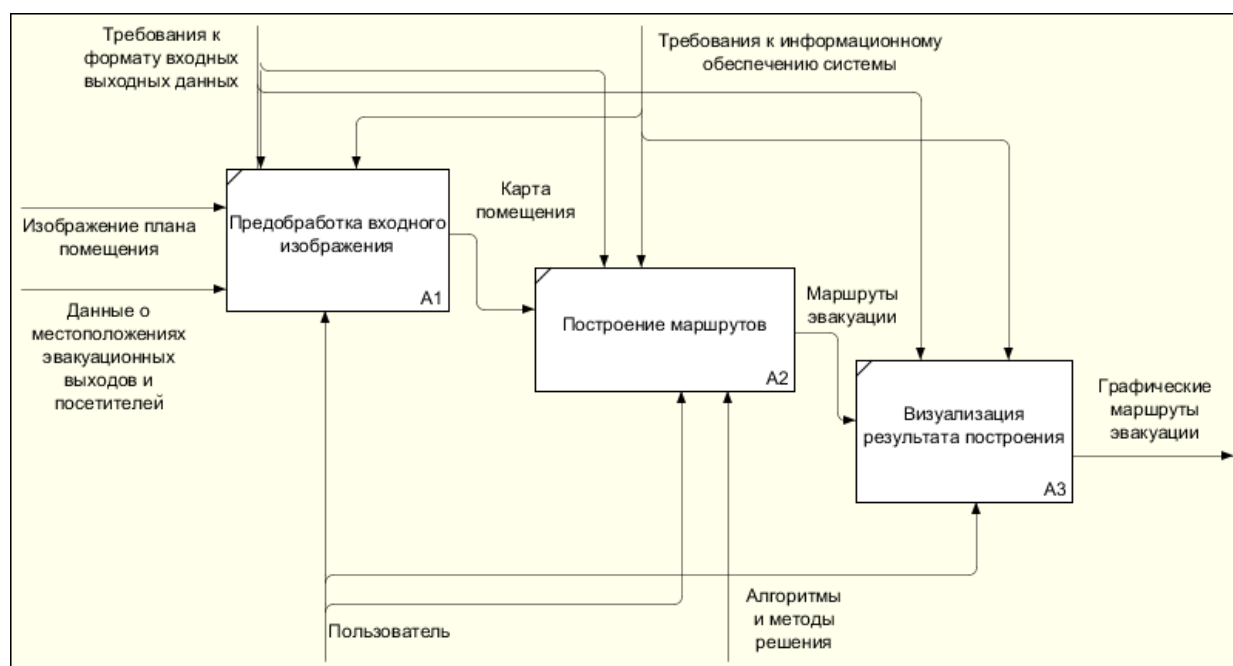 Требования к
формату входных
выходных данных
Требования к информационному
обеспечению системы
Изображение плана
помещения
Данные о
местоположениях
эвакуационных
выходов и
посетителей
Предобработка входного
изображения
A1
Карта
помещения
Построение маршрутов
A2
Маршруты
эвакуации
Визуализация
результата построения
A3
Графические
маршруты
эвакуации
Пользователь
Алгоритмы
и методы
решения